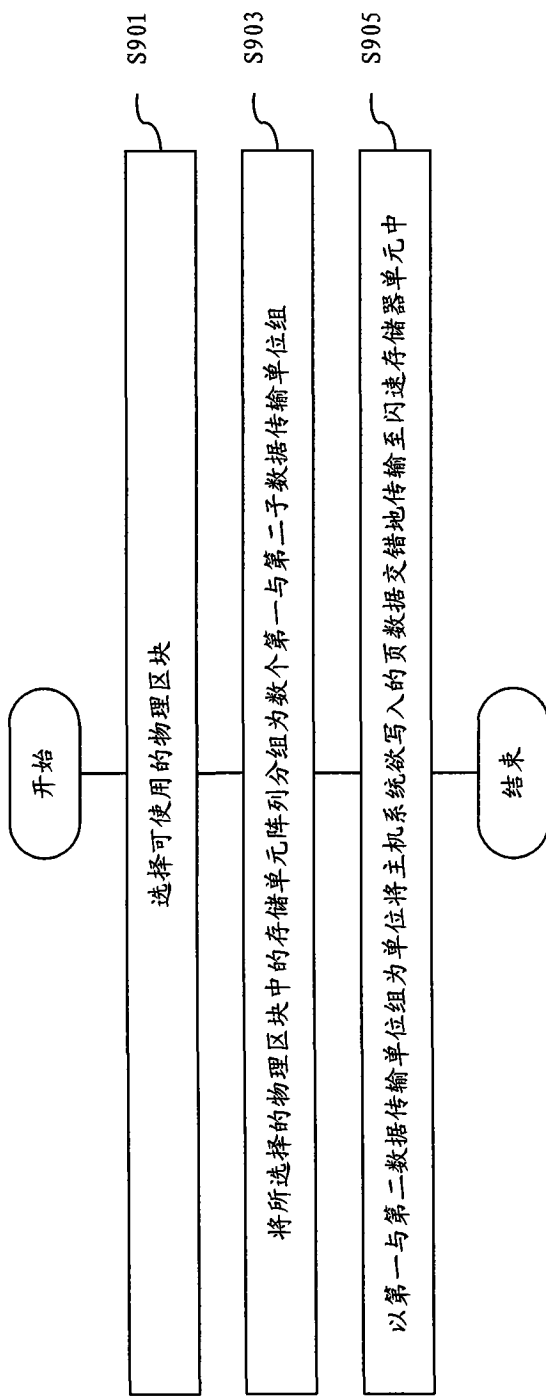 开始
选择可使用的物理区块
S901
将所选择的物理区块中的存储单元阵列分组为数个第一与第二子数据传输单位组
S903
以第一与第二数据传输单位组为单位将主机系统欲写入的页数据交错地传输至闪速存储器单元中
S905
结束